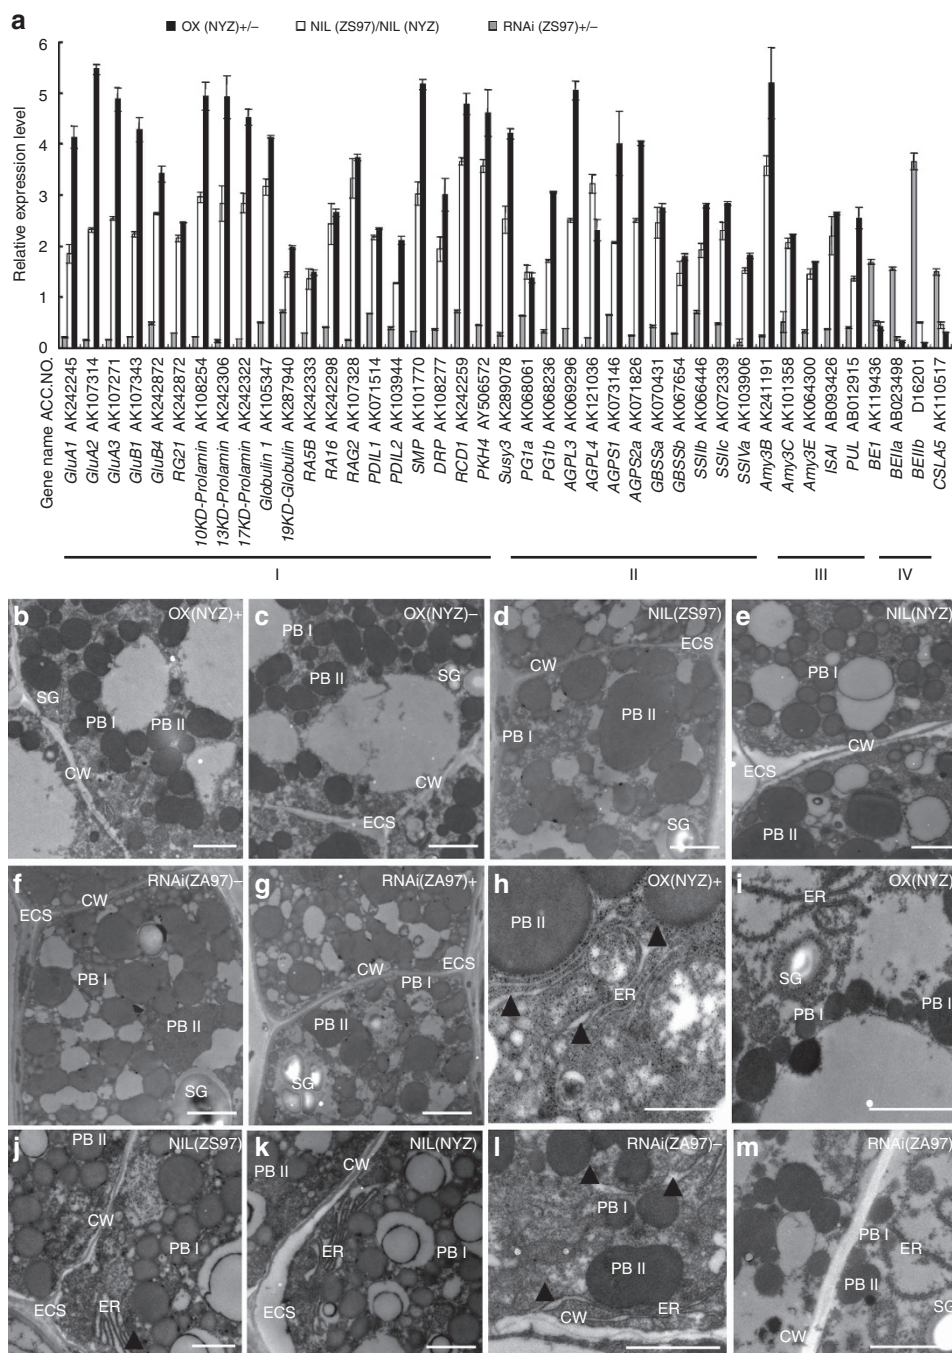 a
OX (NYZ)+/– NIL (ZS97)/NIL (NYZ) RNAi (ZS97)+/–
Relative expression level
6
5
4
3
2
1
0
Gene name ACC.NO.
GluA1 AK242245
GluA2 AK107314
GluA3 AK107271
GluB1 AK107343
GluB4 AK242872
RG21 AK242872
10KD-Prolamin AK108254
13KD-Prolamin AK242306
17KD-Prolamin AK242322
Globulin 1 AK105347
19KD-Globulin AK287940
RA5B AK242333
RA16 AK242298
RAG2 AK107328
PDIL1 AK071514
PDIL2 AK103944
SMP AK101770
DRP AK108277
RCD1 AK242259
PKH4 AY506572
Susy3 AK289078
PG1a AK068061
PG1b AK068236
AGPL3 AK069296
AGPL4 AK121036
AGPS1 AK073146
AGPS2a AK071826
GBSSa AK070431
GBSSb AK067654
SSIIb AK066446
SSIIc AK072339
SSIVa AK103906
Amy3B AK241191
Amy3C AK101358
Amy3E AK064300
ISAI AB093426
PUL AB012915
BE1 AK119436
BEIIa AB023498
BEIIb D16201
CSLA5 AK110517
I II III IV
b OX(NYZ)+
SG
PB I PB II
CW
c OX(NYZ)–
PB I
PB II SG
CW
ECS
d NIL(ZS97)
CW ECS
PB II
PB I
SG
e NIL(NYZ)
PB I
CW
ECS
PB II
f RNAi(ZA97)–
CW
ECS
PB I
PB II
SG
g RNAi(ZA97)+
CW ECS
PB I
PB II
SG
h OX(NYZ)+
PB II
ER
i OX(NYZ)
ER
SG
PB I PB I
j NIL(ZS97)
PB II
CW
PB I
ECS ER
k NIL(NYZ)
PB II CW
ER PB I
ECS
l RNAi(ZA97)–
PB I
PB II
CW ER
m RNAi(ZA97)
PB I
ER
PB II
SG
CW